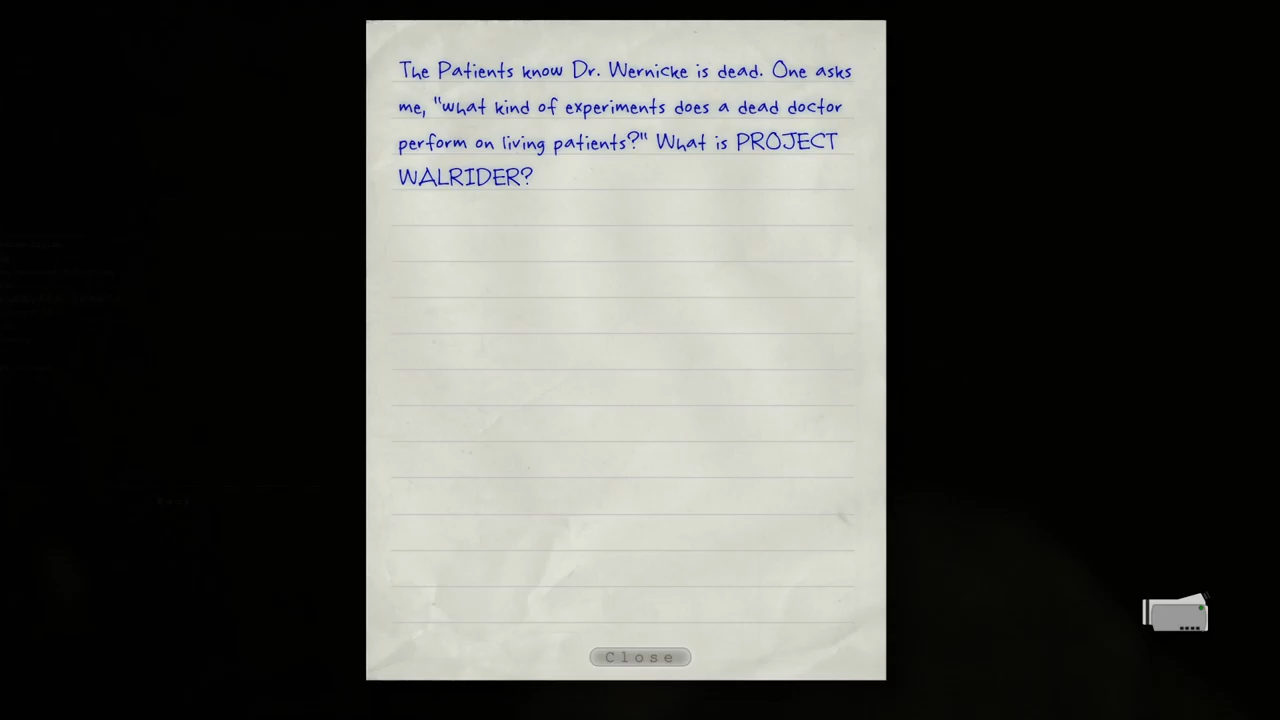 The Patients know Dr. Wernicke is dead. One asks
me, "what kind of experiments does a dead doctor
perform on living patients?" What is PROJECT
WALRIDER?
Close